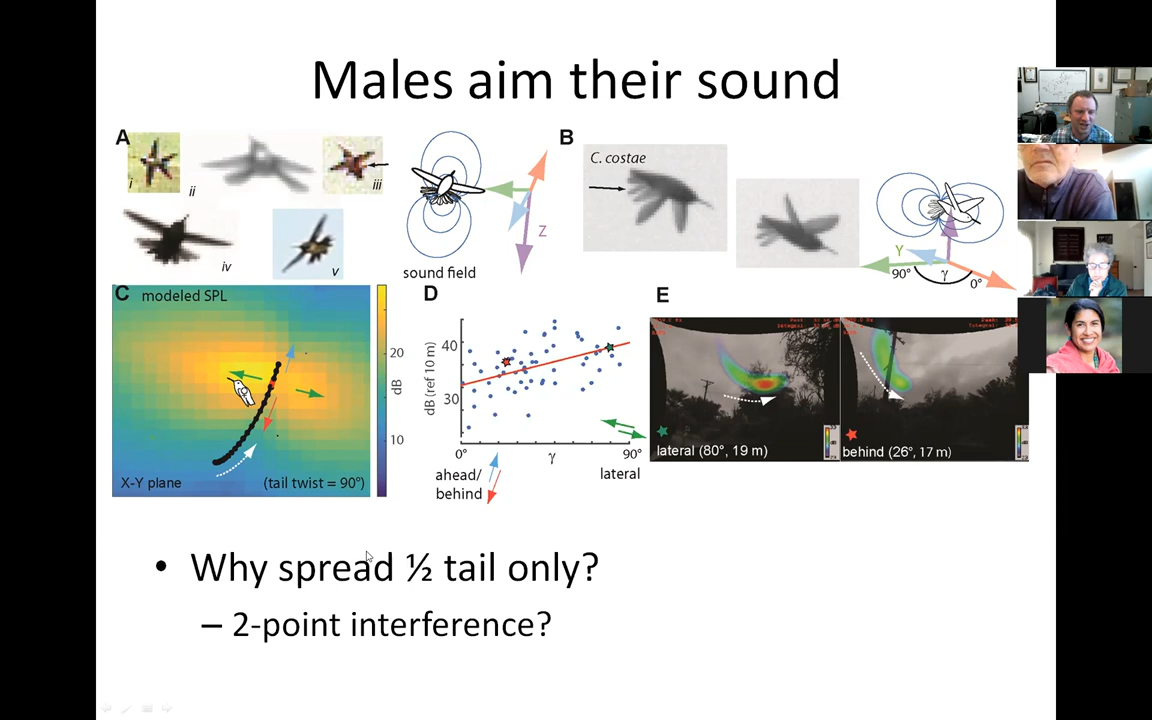 Males aim their sound
A
i
ii
iii
iv
v
sound field
Z
B
C. costae
Y
90°
γ
0°
C modeled SPL
20
dB
10
X-Y plane
(tail twist = 90°)
D
40
30
dB (ref 10 m)
0°
γ
90°
ahead/
behind
lateral
E
lateral (80°, 19 m)
behind (26°, 17 m)
• Why spread ½ tail only?
– 2-point interference?